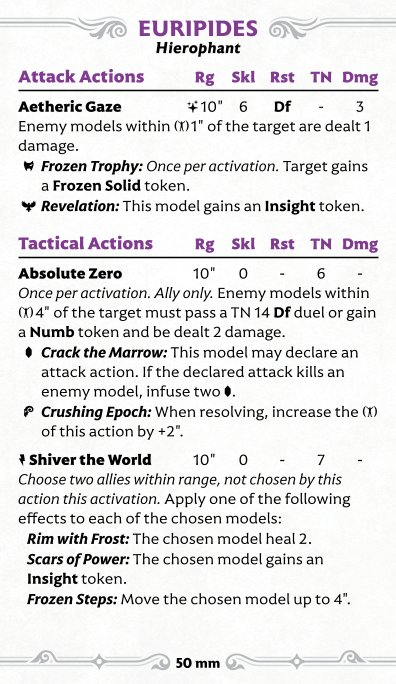 EURIPIDES
Hierophant
Attack Actions Rg Skl Rst TN Dmg
Aetheric Gaze 10" 6 Df - 3
Enemy models within 1" of the target are dealt 1
damage.
Frozen Trophy: Once per activation. Target gains
a Frozen Solid token.
Revelation: This model gains an Insight token.
Tactical Actions Rg Skl Rst TN Dmg
Absolute Zero 10" 0 - 6 -
Once per activation. Ally only. Enemy models within
4" of the target must pass a TN 14 Df duel or gain
a Numb token and be dealt 2 damage.
Crack the Marrow: This model may declare an
attack action. If the declared attack kills an
enemy model, infuse two .
Crushing Epoch: When resolving, increase the
of this action by +2".
Shiver the World 10" 0 - 7 -
Choose two allies within range, not chosen by this
action this activation. Apply one of the following
effects to each of the chosen models:
Rim with Frost: The chosen model heal 2.
Scars of Power: The chosen model gains an
Insight token.
Frozen Steps: Move the chosen model up to 4".
50 mm